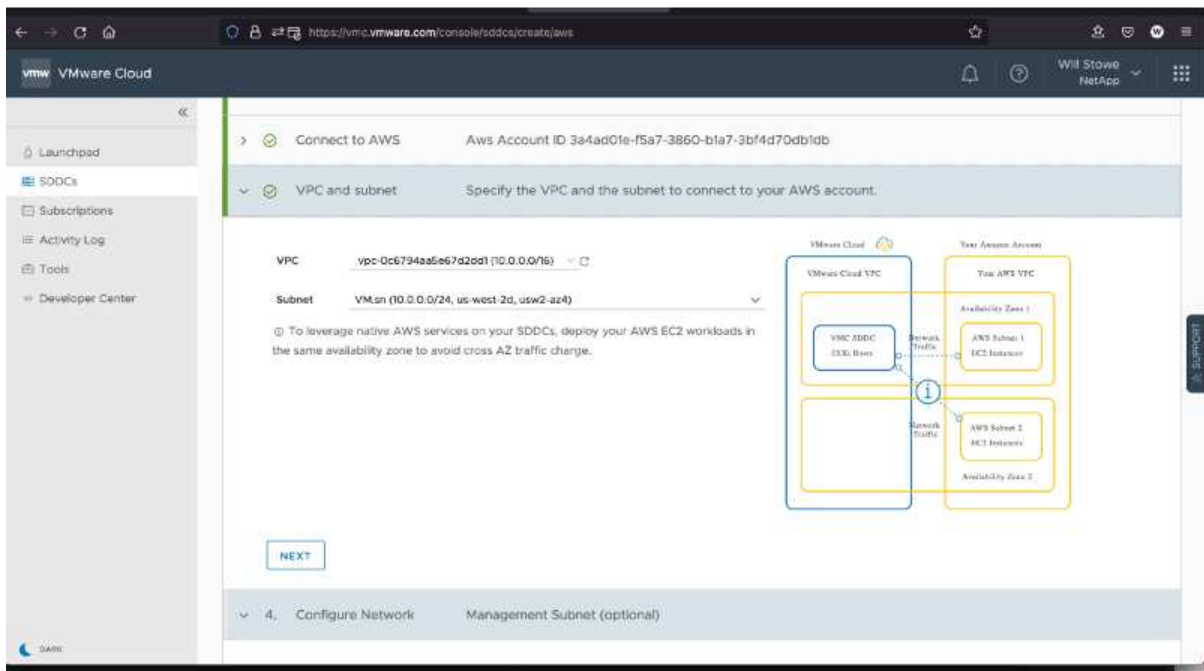 https://vmc.vmware.com/console/sddcs/create/aws
vmw VMware Cloud
Will Stowe
NetApp
Launchpad
SDDCs
Subscriptions
Activity Log
Tools
Developer Center
DARK
Connect to AWS Aws Account ID 3a4ad01e-f5a7-3860-b1a7-3bf4d70db1db
VPC and subnet Specify the VPC and the subnet to connect to your AWS account.
VPC vpc-0c6794aa5e67d2dd1 (10.0.0.0/16)
Subnet VM.sn (10.0.0.0/24, us-west-2d, usw2-az4)
To leverage native AWS services on your SDDCs, deploy your AWS EC2 workloads in
the same availability zone to avoid cross AZ traffic charge.
VMware Cloud
Your Amazon Account
VMware Cloud VPC
Your AWS VPC
Availability Zone 1
VMC SDDC
ESXi Hosts
Network
Traffic
AWS Subnet 1
EC2 Instances
Network
Traffic
AWS Subnet 2
EC2 Instances
Availability Zone 2
NEXT
4. Configure Network Management Subnet (optional)
SUPPORT